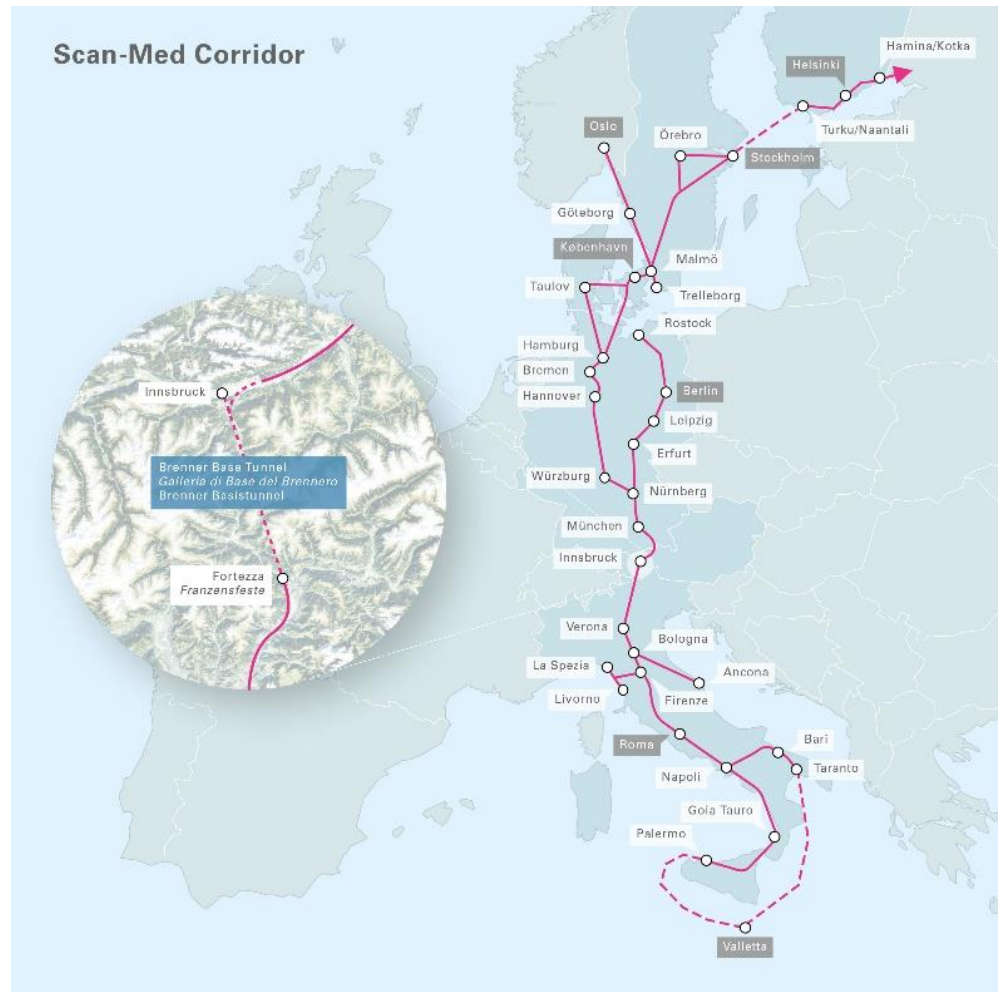 Scan-Med Corridor
Hamina/Kotka
Helsinki
Turku/Naantali
Oslo
Örebro
Stockholm
Göteborg
København
Malmö
Taulov
Trelleborg
Rostock
Hamburg
Bremen
Berlin
Hannover
Leipzig
Erfurt
Würzburg
Nürnberg
München
Innsbruck
Verona
Bologna
La Spezia
Ancona
Livorno
Firenze
Roma
Bari
Napoli
Taranto
Goia Tauro
Palermo
Valletta
Innsbruck
Brenner Base Tunnel
Galleria di Base del Brennero
Brenner Basistunnel
Fortezza
Franzensfeste